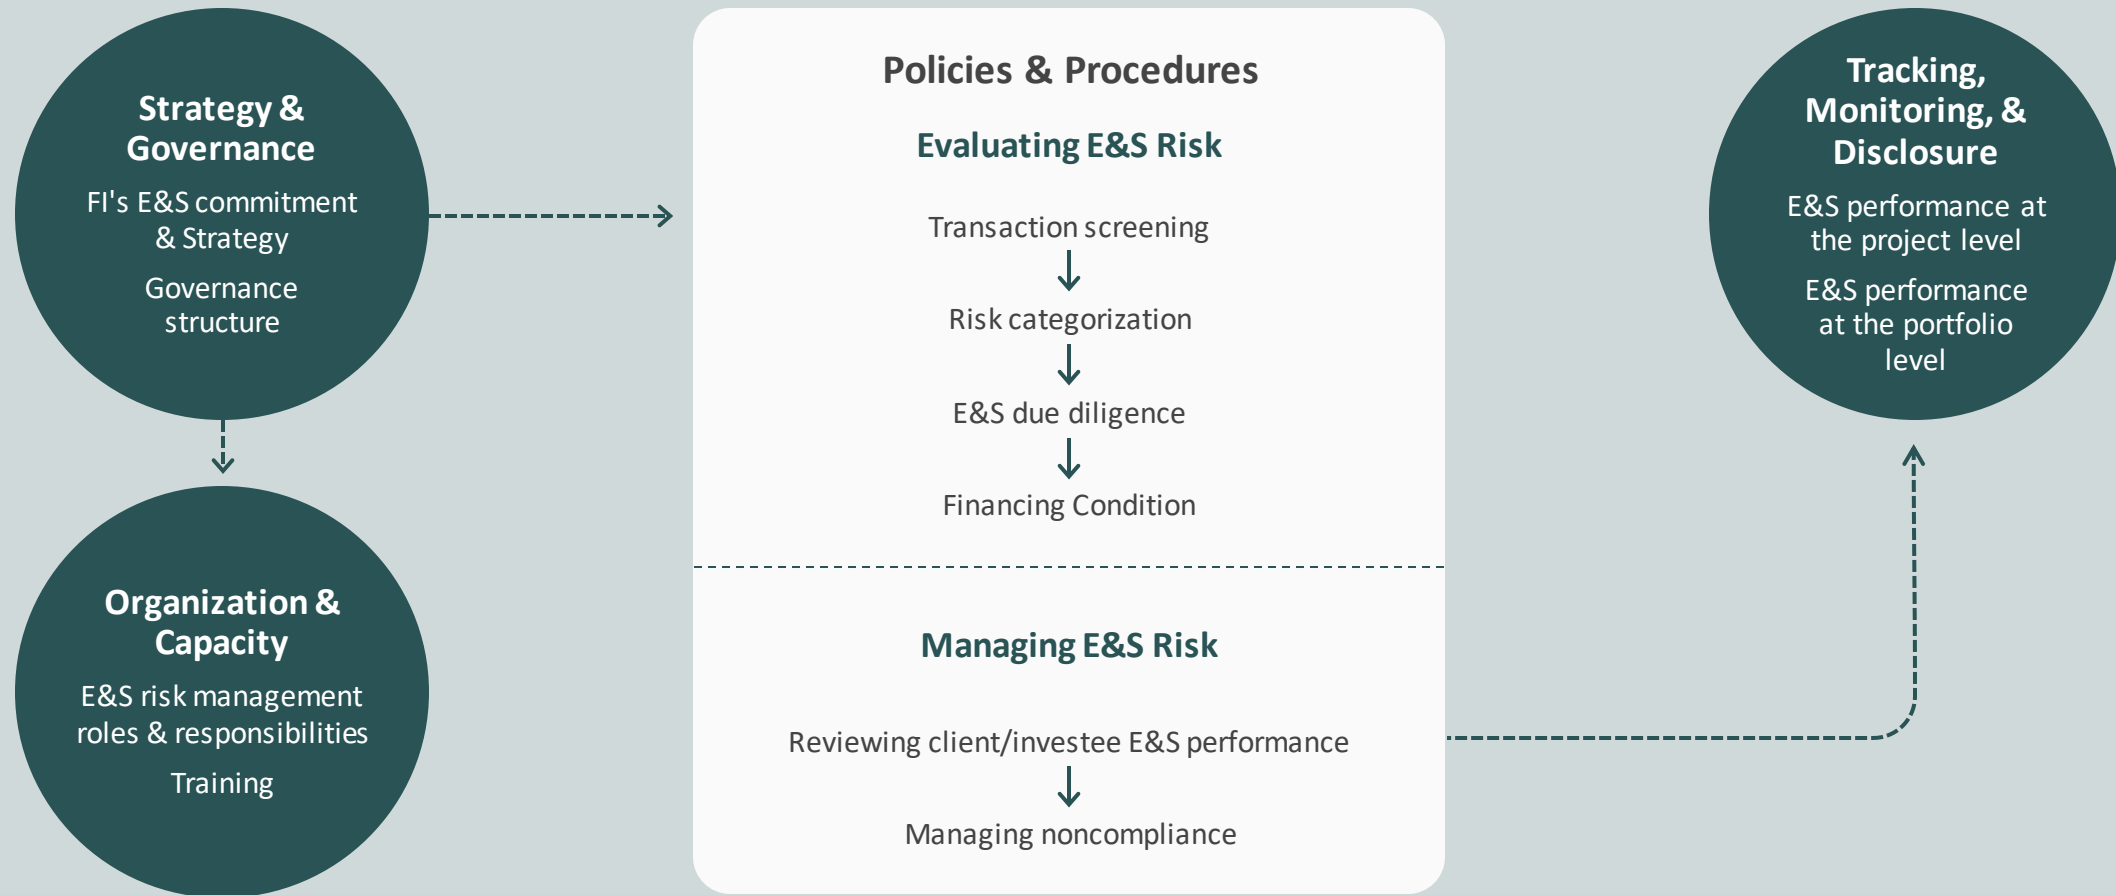 Strategy &
Governance
FI's E&S commitment
& Strategy
Governance
structure
Organization &
Capacity
E&S risk management
roles & responsibilities
Training
Policies & Procedures
Evaluating E&S Risk
Transaction screening
Risk categorization
E&S due diligence
Financing Condition
Managing E&S Risk
Reviewing client/investee E&S performance
Managing noncompliance
Tracking,
Monitoring, &
Disclosure
E&S performance at
the project level
E&S performance
at the portfolio
level